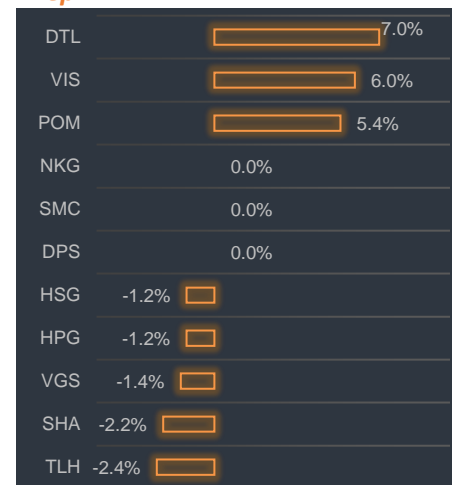 DTL 7.0%
VIS 6.0%
POM 5.4%
NKG 0.0%
SMC 0.0%
DPS 0.0%
HSG -1.2%
HPG -1.2%
VGS -1.4%
SHA -2.2%
TLH -2.4%